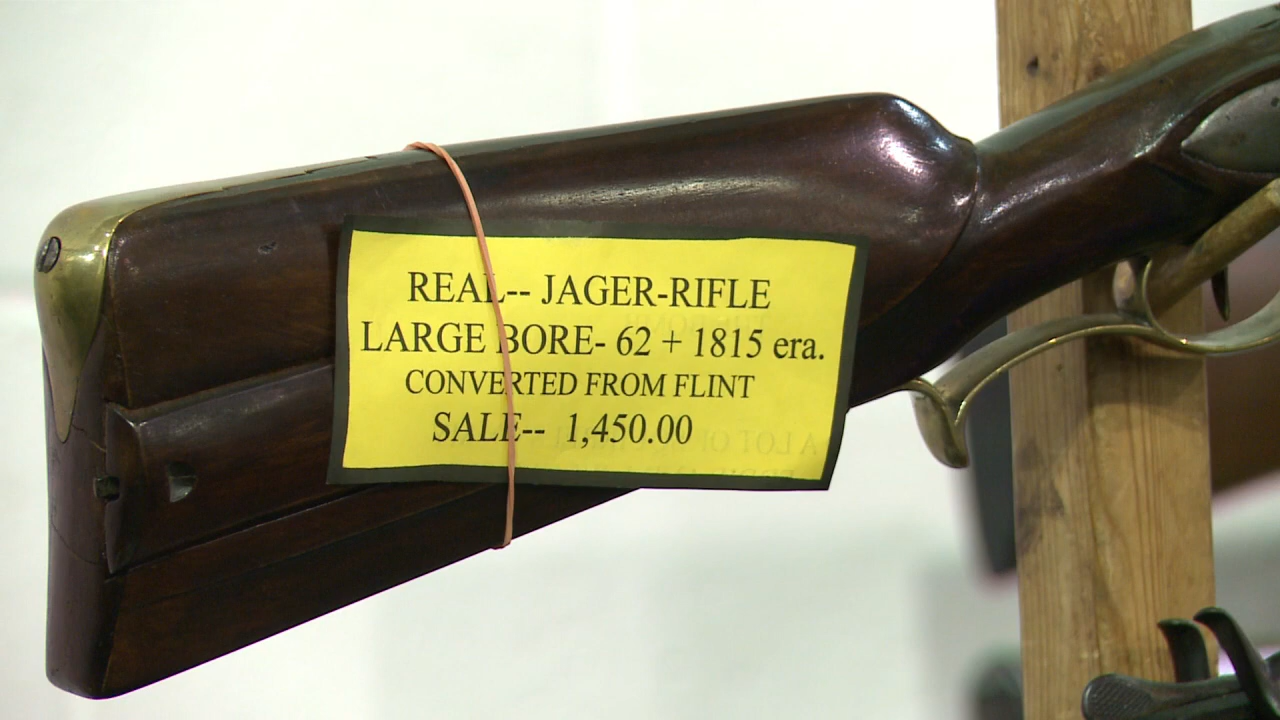 REAL-- JAGER-RIFLE
LARGE BORE- 62 + 1815 era.
CONVERTED FROM FLINT
SALE-- 1,450.00